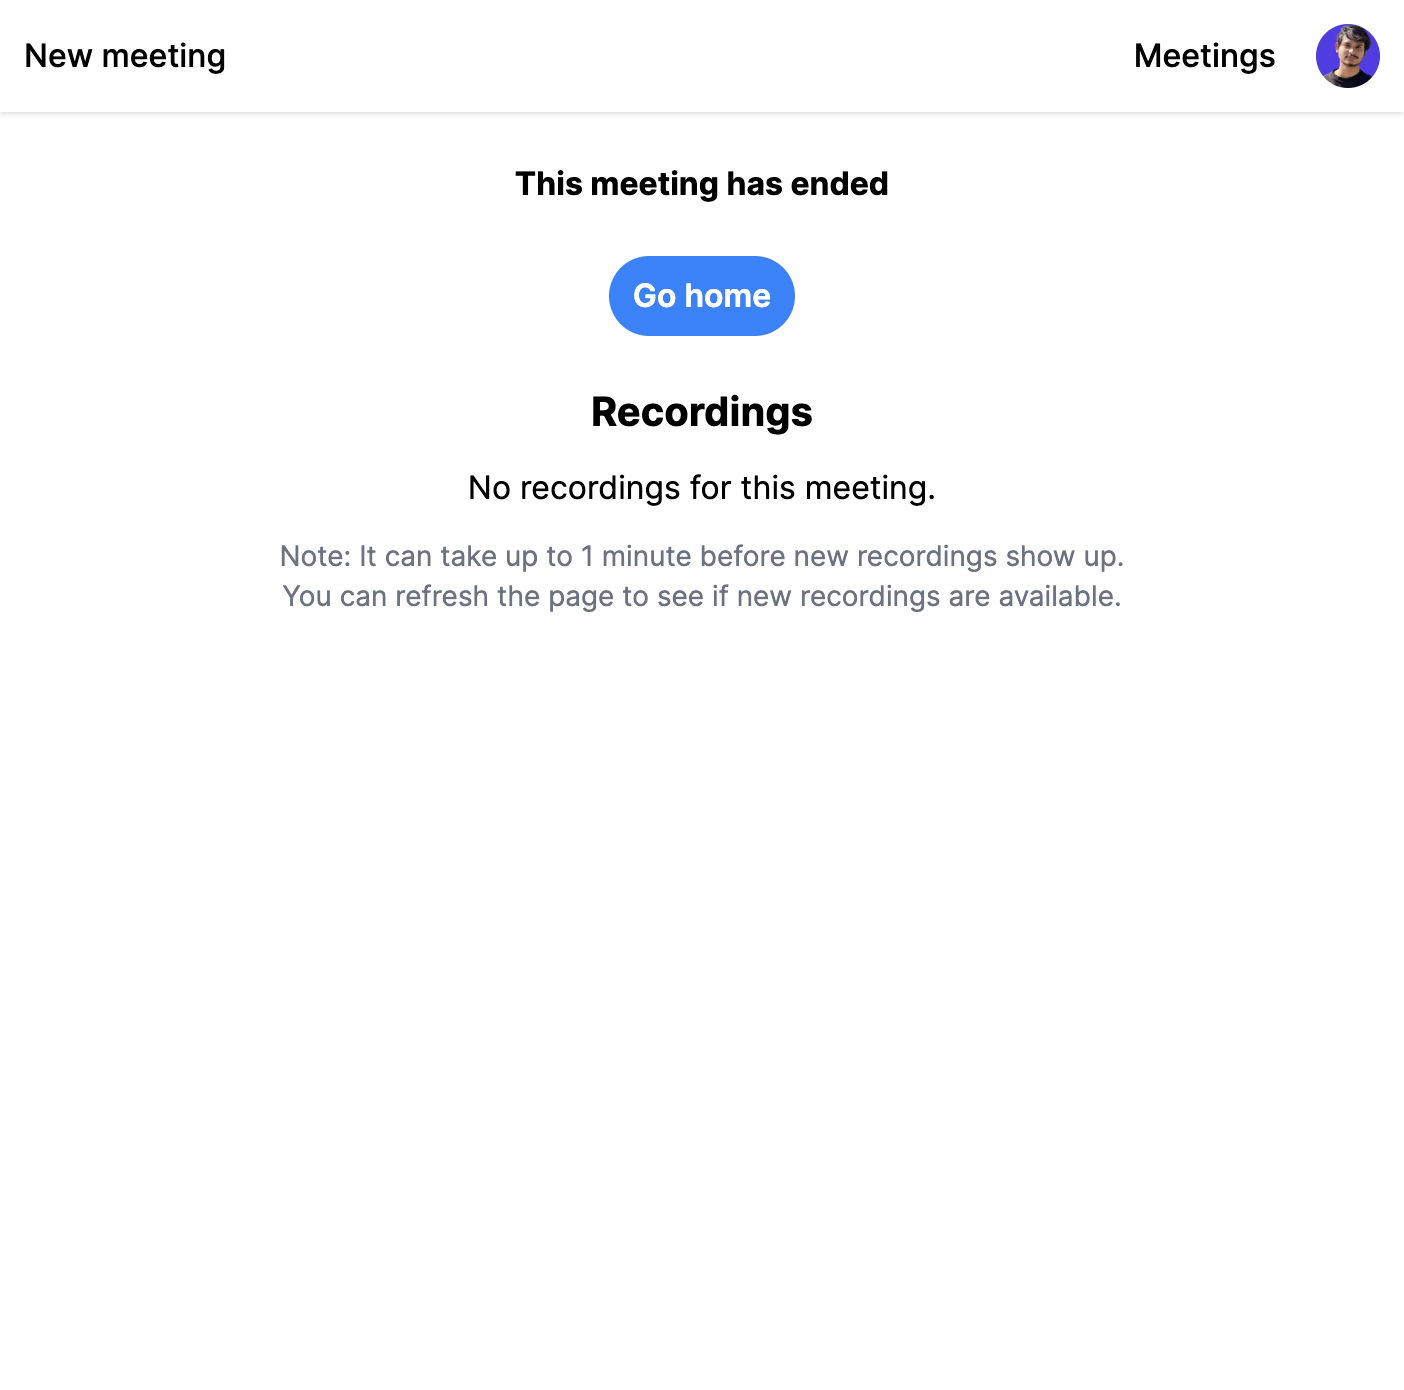 New meeting
Meetings
This meeting has ended
Go home
Recordings
No recordings for this meeting.
Note: It can take up to 1 minute before new recordings show up.
You can refresh the page to see if new recordings are available.